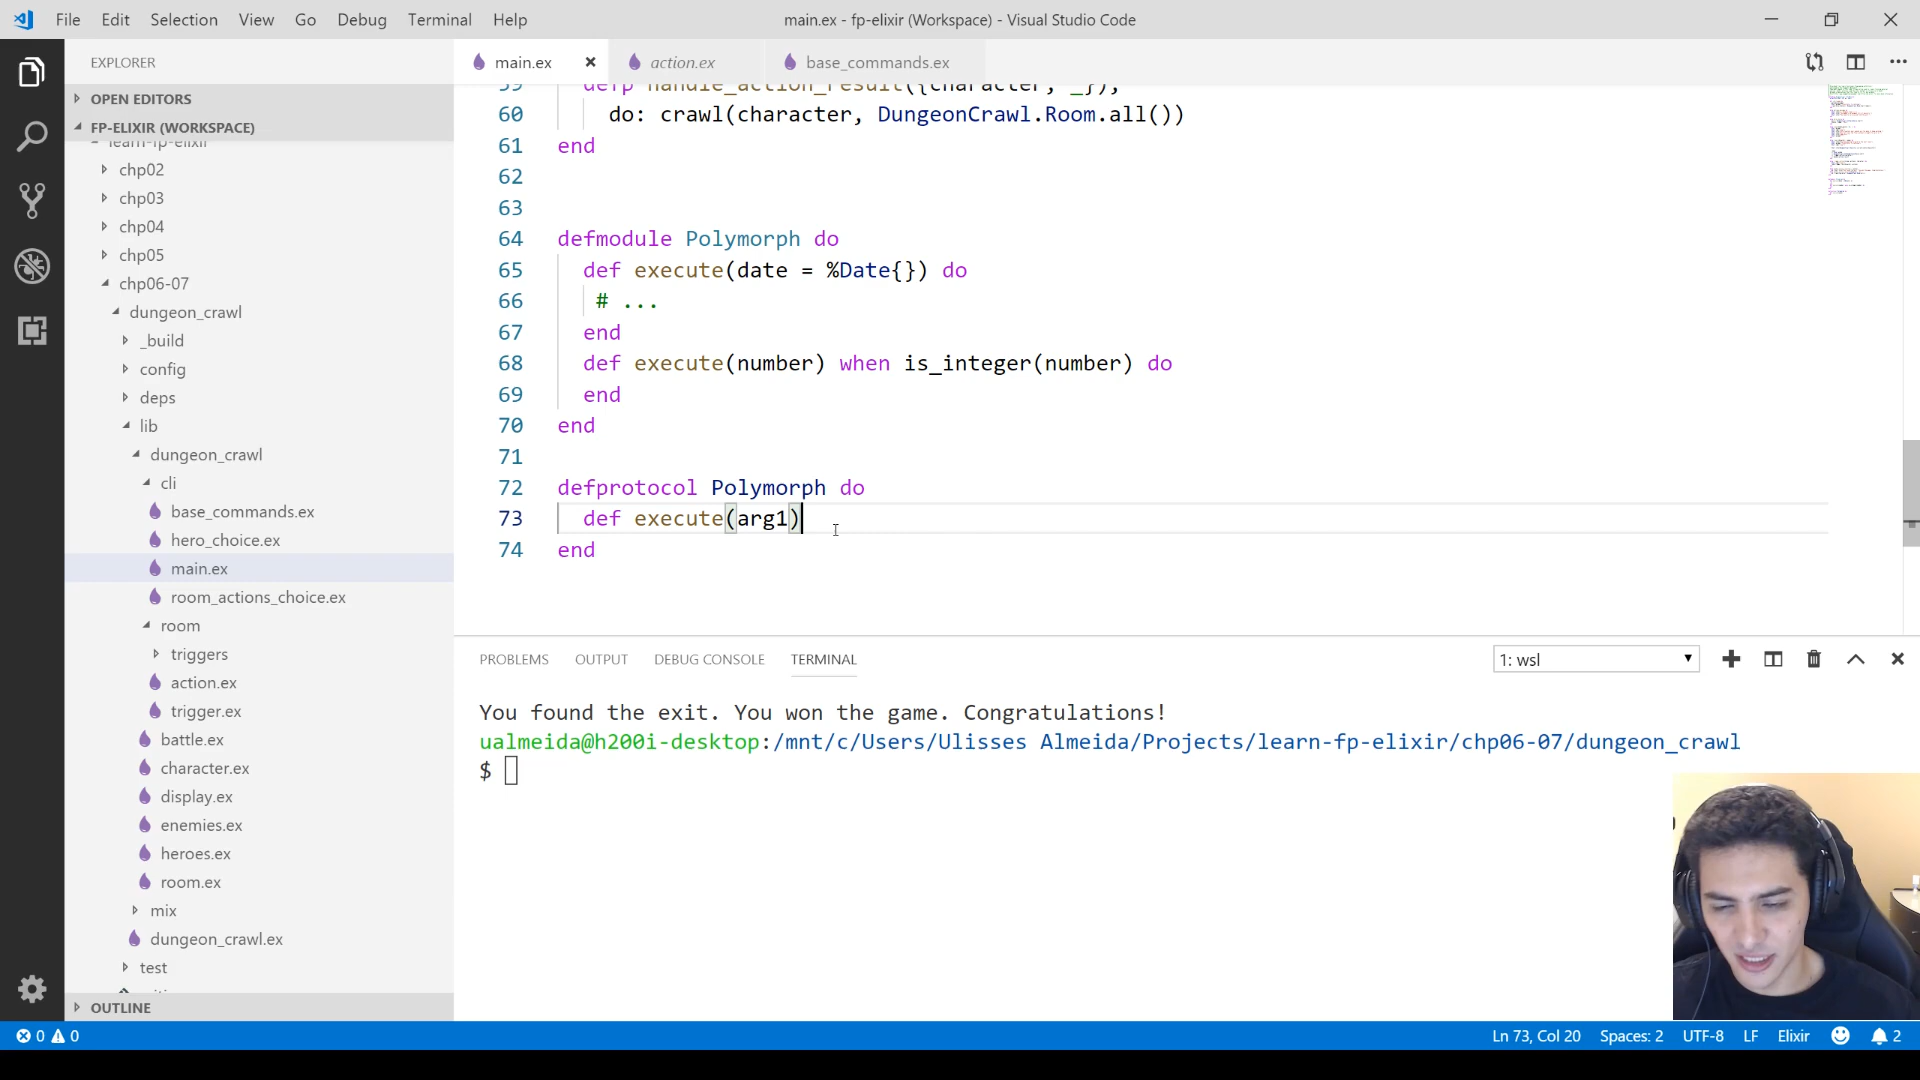 File Edit Selection View Go Debug Terminal Help
main.ex - fp-elixir (Workspace) - Visual Studio Code
EXPLORER
OPEN EDITORS
FP-ELIXIR (WORKSPACE)
learn-fp-elixir
chp02
chp03
chp04
chp05
chp06-07
dungeon_crawl
_build
config
deps
lib
dungeon_crawl
cli
base_commands.ex
hero_choice.ex
main.ex
room_actions_choice.ex
room
triggers
action.ex
trigger.ex
battle.ex
character.ex
display.ex
enemies.ex
heroes.ex
room.ex
mix
dungeon_crawl.ex
test
OUTLINE
main.ex action.ex base_commands.ex
59 defp handle_action_result({character, _}),
60 do: crawl(character, DungeonCrawl.Room.all())
61 end
62
63
64 defmodule Polymorph do
65 def execute(date = %Date{}) do
66 # ...
67 end
68 def execute(number) when is_integer(number) do
69 end
70 end
71
72 defprotocol Polymorph do
73 def execute(arg1)
74 end
PROBLEMS OUTPUT DEBUG CONSOLE TERMINAL
1: wsl
You found the exit. You won the game. Congratulations!
ualmeida@h200i-desktop:/mnt/c/Users/Ulisses Almeida/Projects/learn-fp-elixir/chp06-07/dungeon_crawl
$
0 0
Ln 73, Col 20 Spaces: 2 UTF-8 LF Elixir 2